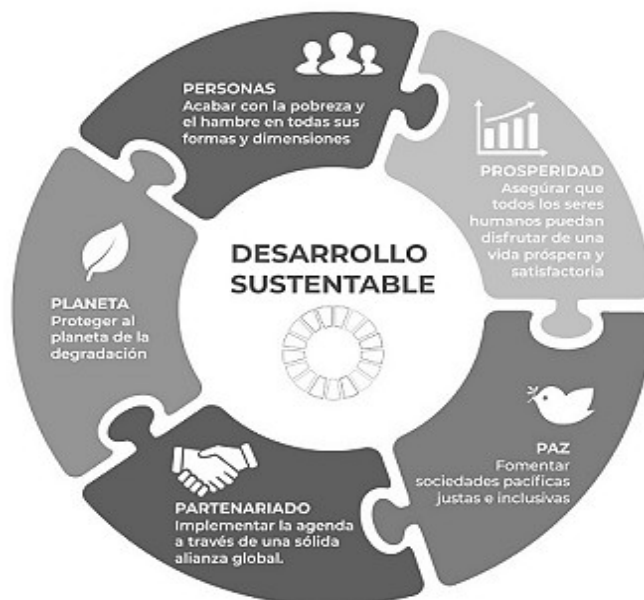 PERSONAS
Acabar con la pobreza y
el hambre en todas sus
formas y dimensiones
PROSPERIDAD
Asegúrar que
todos los seres
humanos puedan
disfrutar de una
vida próspera y
satisfactoria
DESARROLLO
SUSTENTABLE
PLANETA
Proteger al
planeta de la
degradación
PAZ
Fomentar
sociedades pacíficas
justas e inclusivas
PARTENARIADO
Implementar la agenda
a través de una sólida
alianza global.